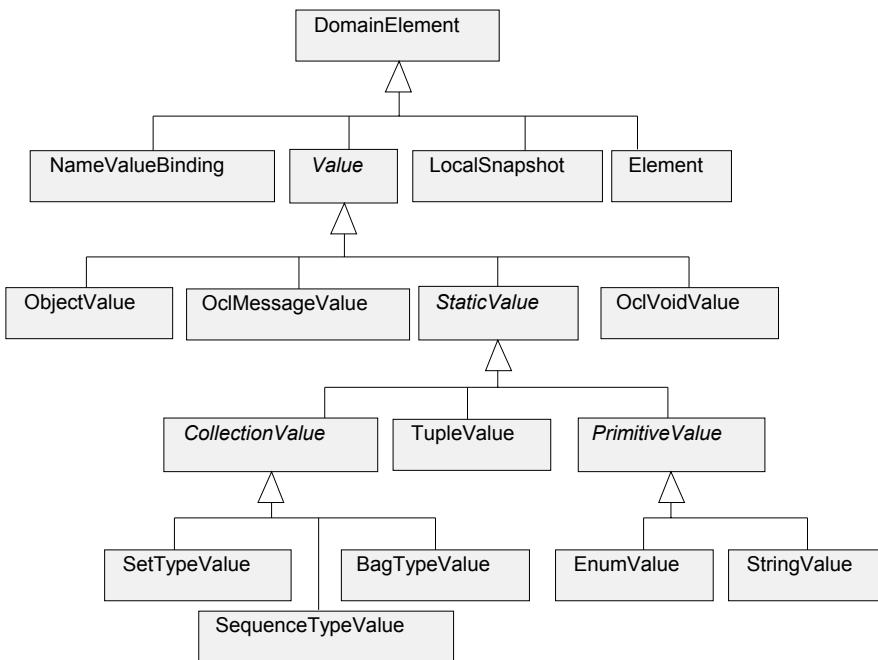 DomainElement
NameValueBinding
Value
LocalSnapshot
Element
ObjectValue
OclMessageValue
StaticValue
OclVoidValue
CollectionValue
TupleValue
PrimitiveValue
SetTypeValue
BagTypeValue
EnumValue
StringValue
SequenceTypeValue